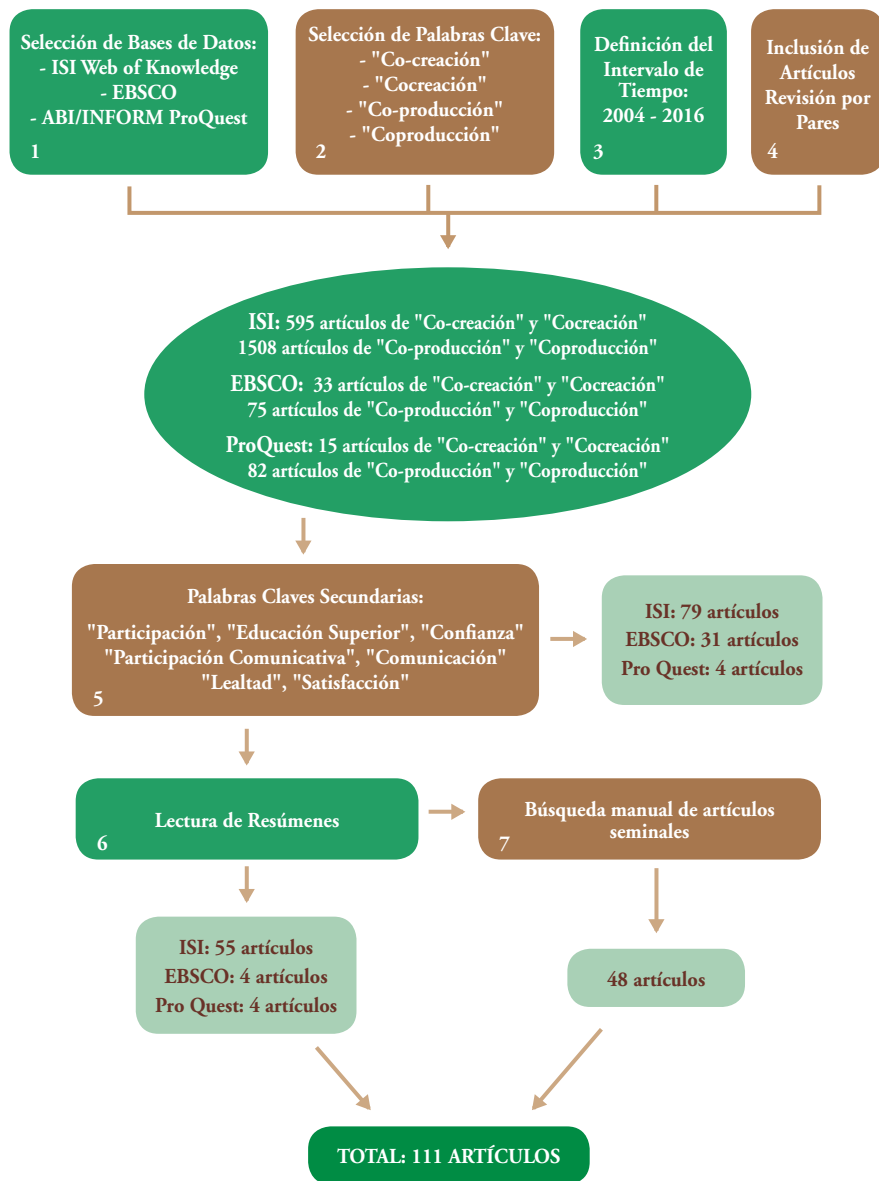 Selección de Bases de Datos:
- ISI Web of Knowledge
- EBSCO
- ABI/INFORM ProQuest
1
Selección de Palabras Clave:
- "Co-creación"
- "Cocreación"
- "Co-producción"
- "Coproducción"
2
Definición del
Intervalo de
Tiempo:
2004 - 2016
3
Inclusión de
Artículos
Revisión por
Pares
4
ISI: 595 artículos de "Co-creación" y "Cocreación"
1508 artículos de "Co-producción" y "Coproducción"
EBSCO: 33 artículos de "Co-creación" y "Cocreación"
75 artículos de "Co-producción" y "Coproducción"
ProQuest: 15 artículos de "Co-creación" y "Cocreación"
82 artículos de "Co-producción" y "Coproducción"
Palabras Claves Secundarias:
"Participación", "Educación Superior", "Confianza"
"Participación Comunicativa", "Comunicación"
"Lealtad", "Satisfacción"
5
ISI: 79 artículos
EBSCO: 31 artículos
Pro Quest: 4 artículos
Lectura de Resúmenes
6
Búsqueda manual de artículos
seminales
7
ISI: 55 artículos
EBSCO: 4 artículos
Pro Quest: 4 artículos
48 artículos
TOTAL: 111 ARTÍCULOS